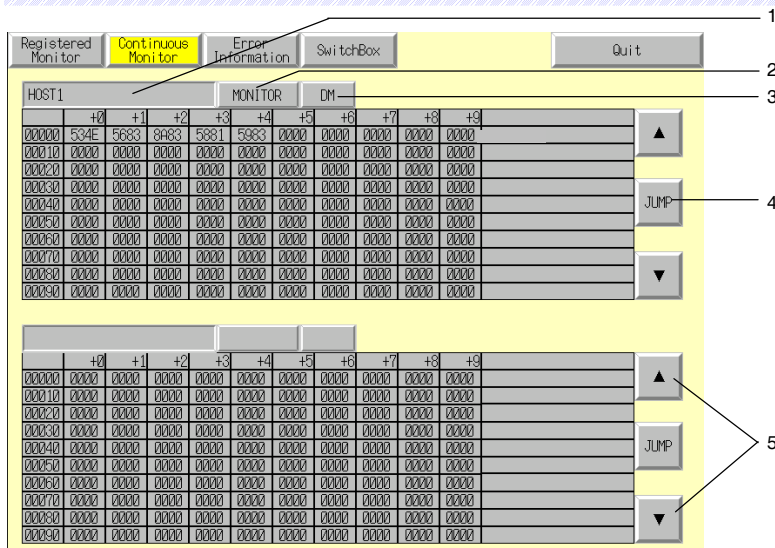 1
Registered Monitor Continuous Monitor Error Information SwitchBox Quit
2
HOST1 MONITOR DM
3
+0 +1 +2 +3 +4 +5 +6 +7 +8 +9
00000 534E 5683 8A83 5881 5983 0000 0000 0000 0000 0000 ▲
00010 0000 0000 0000 0000 0000 0000 0000 0000 0000 0000
00020 0000 0000 0000 0000 0000 0000 0000 0000 0000 0000
00030 0000 0000 0000 0000 0000 0000 0000 0000 0000 0000
00040 0000 0000 0000 0000 0000 0000 0000 0000 0000 0000 JUMP 4
00050 0000 0000 0000 0000 0000 0000 0000 0000 0000 0000
00060 0000 0000 0000 0000 0000 0000 0000 0000 0000 0000
00070 0000 0000 0000 0000 0000 0000 0000 0000 0000 0000
00080 0000 0000 0000 0000 0000 0000 0000 0000 0000 0000 ▼
00090 0000 0000 0000 0000 0000 0000 0000 0000 0000 0000
+0 +1 +2 +3 +4 +5 +6 +7 +8 +9
00000 0000 0000 0000 0000 0000 0000 0000 0000 0000 0000 ▲
00010 0000 0000 0000 0000 0000 0000 0000 0000 0000 0000
00020 0000 0000 0000 0000 0000 0000 0000 0000 0000 0000
00030 0000 0000 0000 0000 0000 0000 0000 0000 0000 0000
00040 0000 0000 0000 0000 0000 0000 0000 0000 0000 0000 JUMP 5
00050 0000 0000 0000 0000 0000 0000 0000 0000 0000 0000
00060 0000 0000 0000 0000 0000 0000 0000 0000 0000 0000
00070 0000 0000 0000 0000 0000 0000 0000 0000 0000 0000
00080 0000 0000 0000 0000 0000 0000 0000 0000 0000 0000 ▼
00090 0000 0000 0000 0000 0000 0000 0000 0000 0000 0000